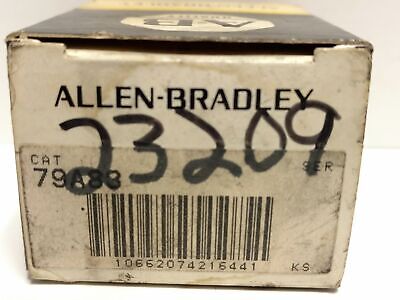 ALLEN-BRADLEY
23209
CAT
SER
79A83
10662074216441
KS